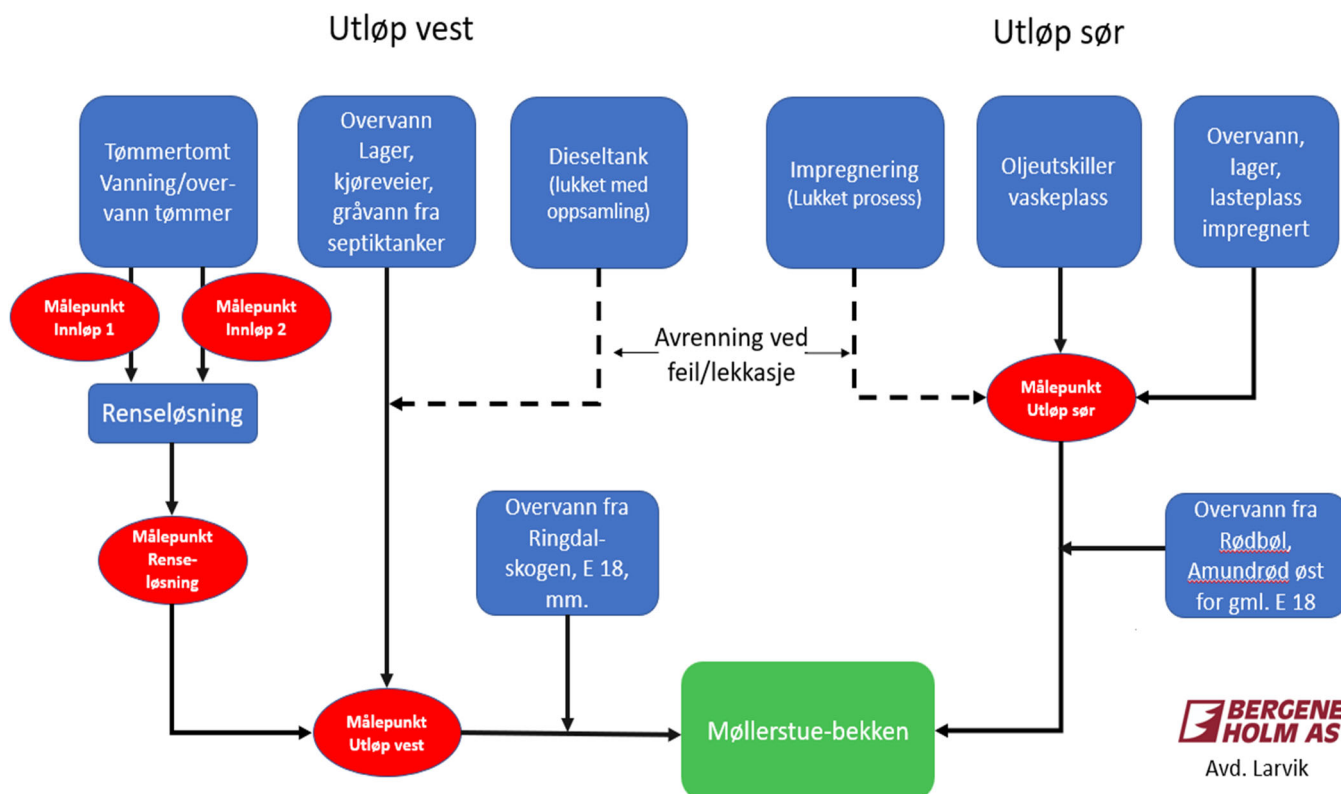 Utløp vest
Utløp sør
Tømmertomt
Vanning/over-
vann tømmer
Overvann
Lager,
kjøreveier,
gråvann fra
septiktanker
Dieseltank
(lukket med
oppsamling)
Impregnering
(Lukket prosess)
Oljeutskiller
vaskeplass
Overvann,
lager,
lasteplass
impregnert
Målepunkt
Innløp 1
Målepunkt
Innløp 2
Avrenning ved
feil/lekkasje
Målepunkt
Utløp sør
Renseløsning
Målepunkt
Rense-
løsning
Overvann fra
Ringdal-
skogen, E 18,
mm.
Overvann fra
Rødbøl,
Amundrød øst
for gml. E 18
Målepunkt
Utløp vest
Møllerstue-bekken
BERGENE
HOLM AS
Avd. Larvik